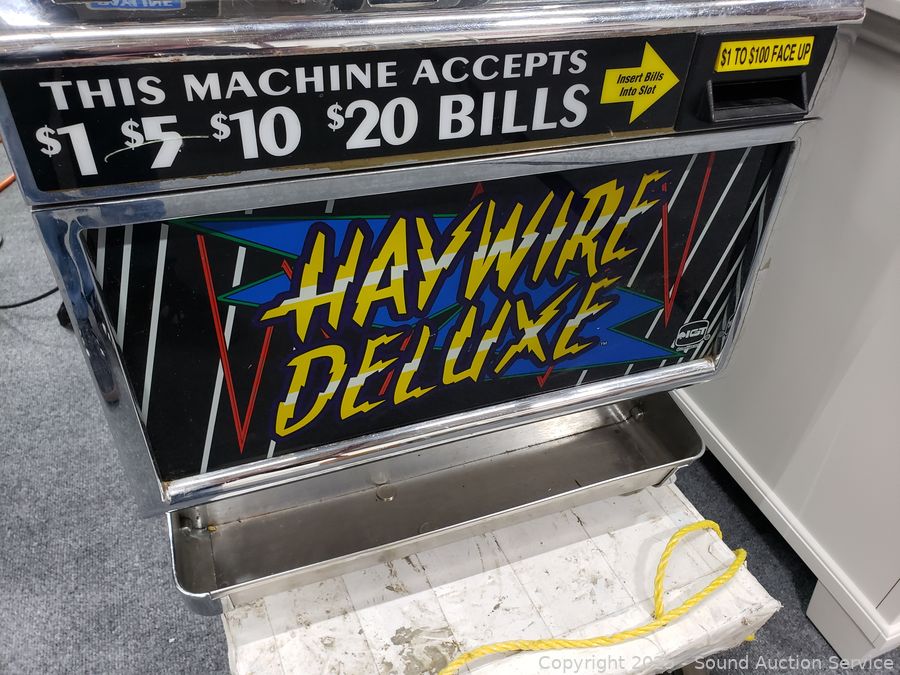 THIS MACHINE ACCEPTS
$1 $5 $10 $20 BILLS
Insert Bills
Into Slot
$1 TO $100 FACE UP
HAYWIRE
DELUXE
TM
IGT
Sound Auction Service